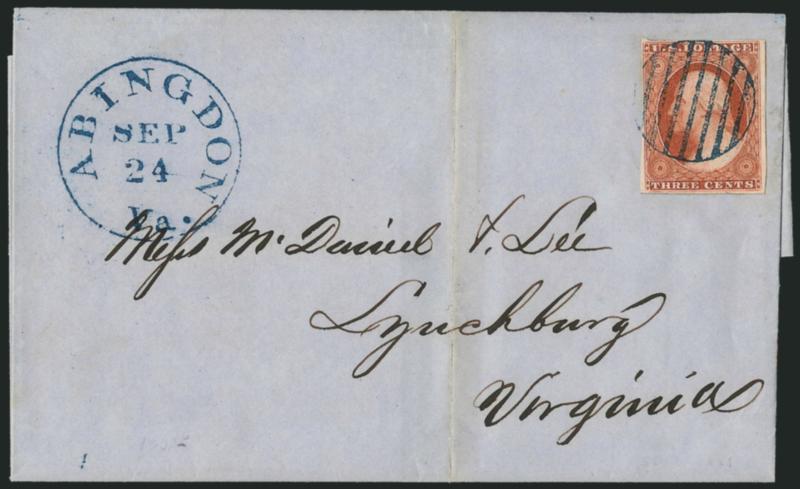 ABINGDON
SEP
24
Va.
U.S. POSTAGE
THREE CENTS
Mess McDaniel & Lee
Lynchburg
Virginia